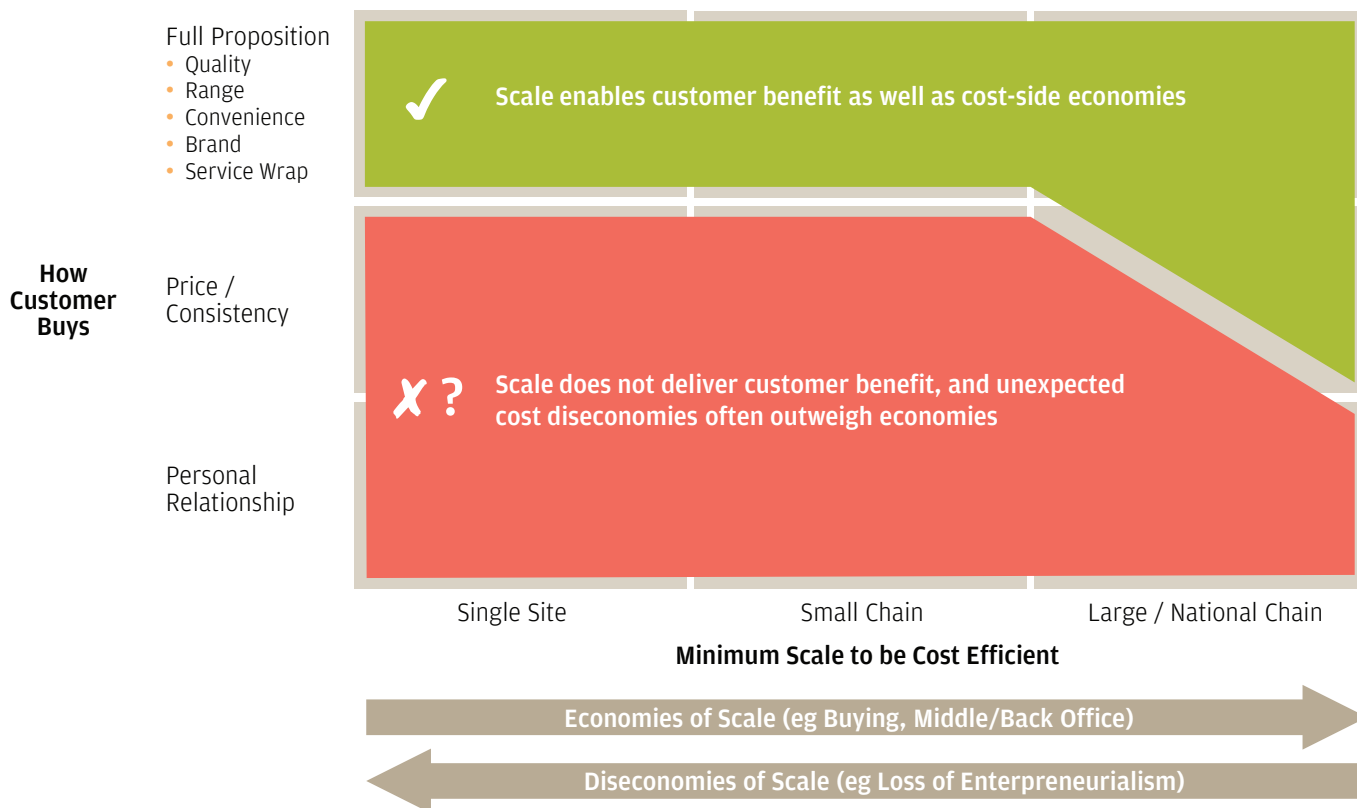 Full Proposition
• Quality
• Range
• Convenience
• Brand
• Service Wrap
✓ Scale enables customer benefit as well as cost-side economies
How
Customer
Buys
Price /
Consistency
✗ ? Scale does not deliver customer benefit, and unexpected
cost diseconomies often outweigh economies
Personal
Relationship
Single Site
Small Chain
Large / National Chain
Minimum Scale to be Cost Efficient
Economies of Scale (eg Buying, Middle/Back Office)
Diseconomies of Scale (eg Loss of Enterpreneurialism)